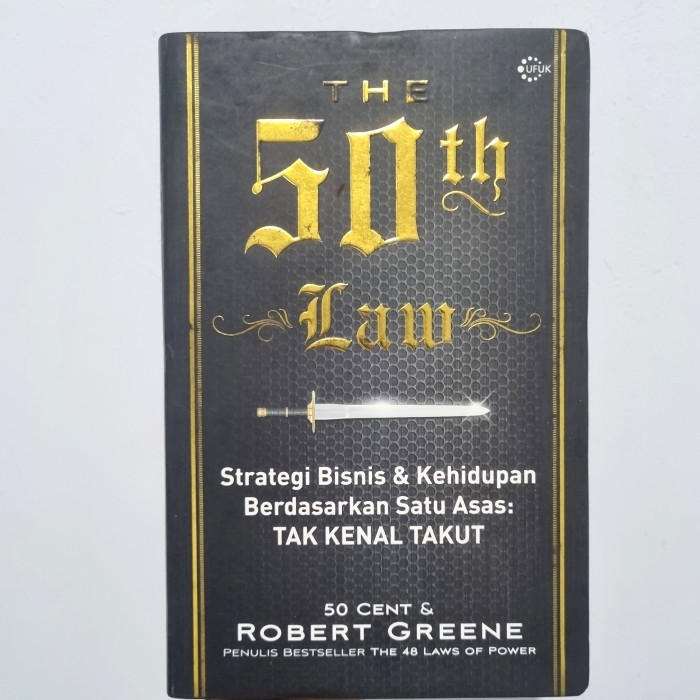 UFUK
THE
50th
Law
Strategi Bisnis & Kehidupan
Berdasarkan Satu Asas:
TAK KENAL TAKUT
50 CENT &
ROBERT GREENE
PENULIS BESTSELLER THE 48 LAWS OF POWER